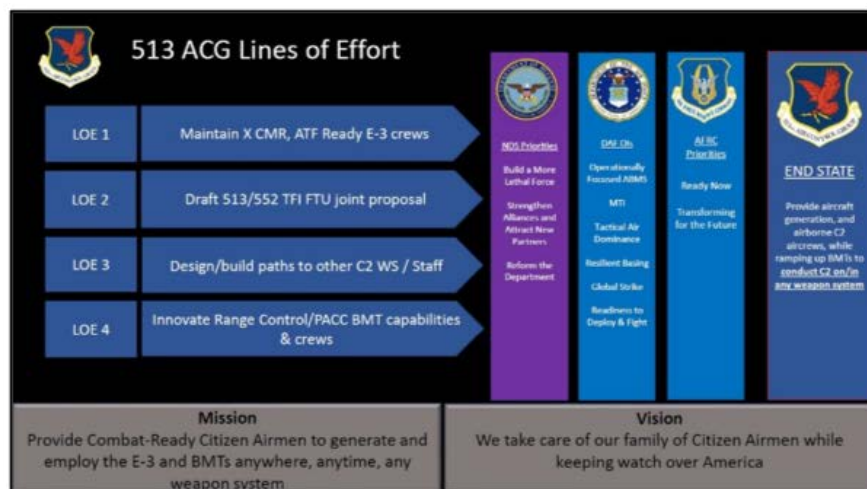 513 ACG Lines of Effort
LOE 1
Maintain X CMR, ATF Ready E-3 crews
LOE 2
Draft 513/552 TFI FTU joint proposal
LOE 3
Design/build paths to other C2 WS / Staff
LOE 4
Innovate Range Control/PACC BMT capabilities
& crews
NDS Priorities
Build a More
Lethal Force
Strengthen
Alliances and
Attract New
Partners
Reform the
Department
DAF OIs
Operationally
Focused ABMS
MTI
Tactical Air
Dominance
Resilient Basing
Global Strike
Readiness to
Deploy & Fight
AFRC
Priorities
Ready Now
Transforming
for the Future
END STATE
Provide aircraft
generation, and
airborne C2
aircrews, while
ramping up BMTs to
conduct C2 on/in
any weapon system
Mission
Provide Combat-Ready Citizen Airmen to generate and
employ the E-3 and BMTs anywhere, anytime, any
weapon system
Vision
We take care of our family of Citizen Airmen while
keeping watch over America